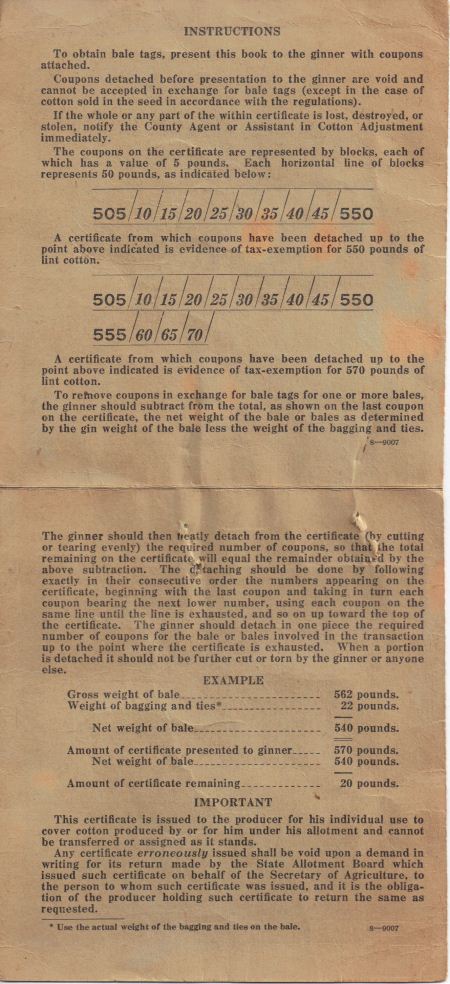 INSTRUCTIONS
To obtain bale tags, present this book to the ginner with coupons
attached.
Coupons detached before presentation to the ginner are void and
cannot be accepted in exchange for bale tags (except in the case of
cotton sold in the seed in accordance with the regulations).
If the whole or any part of the within certificate is lost, destroyed, or
stolen, notify the County Agent or Assistant in Cotton Adjustment
immediately.
The coupons on the certificate are represented by blocks, each of
which has a value of 5 pounds. Each horizontal line of blocks
represents 50 pounds, as indicated below:
505/10/15/20/25/30/35/40/45/550
A certificate from which coupons have been detached up to the
point above indicated is evidence of tax-exemption for 550 pounds of
lint cotton.
505/10/15/20/25/30/35/40/45/550
555/60/65/70/
A certificate from which coupons have been detached up to the
point above indicated is evidence of tax-exemption for 570 pounds of
lint cotton.
To remove coupons in exchange for bale tags for one or more bales,
the ginner should subtract from the total, as shown on the last coupon
on the certificate, the net weight of the bale or bales as determined
by the gin weight of the bale less the weight of the bagging and ties.
8—9007
The ginner should then neatly detach from the certificate (by cutting
or tearing evenly) the required number of coupons, so that the total
remaining on the certificate will equal the remainder obtained by the
above subtraction. The detaching should be done by following
exactly in their consecutive order the numbers appearing on the
certificate, beginning with the last coupon and taking in turn each
coupon bearing the next lower number, using each coupon on the
same line until the line is exhausted, and so on up toward the top of
the certificate. The ginner should detach in one piece the required
number of coupons for the bale or bales involved in the transaction
up to the point where the certificate is exhausted. When a portion
is detached it should not be further cut or torn by the ginner or anyone
else.
EXAMPLE
Gross weight of bale 562 pounds.
Weight of bagging and ties* 22 pounds.
Net weight of bale 540 pounds.
Amount of certificate presented to ginner 570 pounds.
Net weight of bale 540 pounds.
Amount of certificate remaining 20 pounds.
IMPORTANT
This certificate is issued to the producer for his individual use to
cover cotton produced by or for him under his allotment and cannot
be transferred or assigned as it stands.
Any certificate erroneously issued shall be void upon a demand in
writing for its return made by the State Allotment Board which
issued such certificate on behalf of the Secretary of Agriculture, to
the person to whom such certificate was issued, and it is the obliga-
tion of the producer holding such certificate to return the same as
requested.
* Use the actual weight of the bagging and ties on the bale. 8—9007